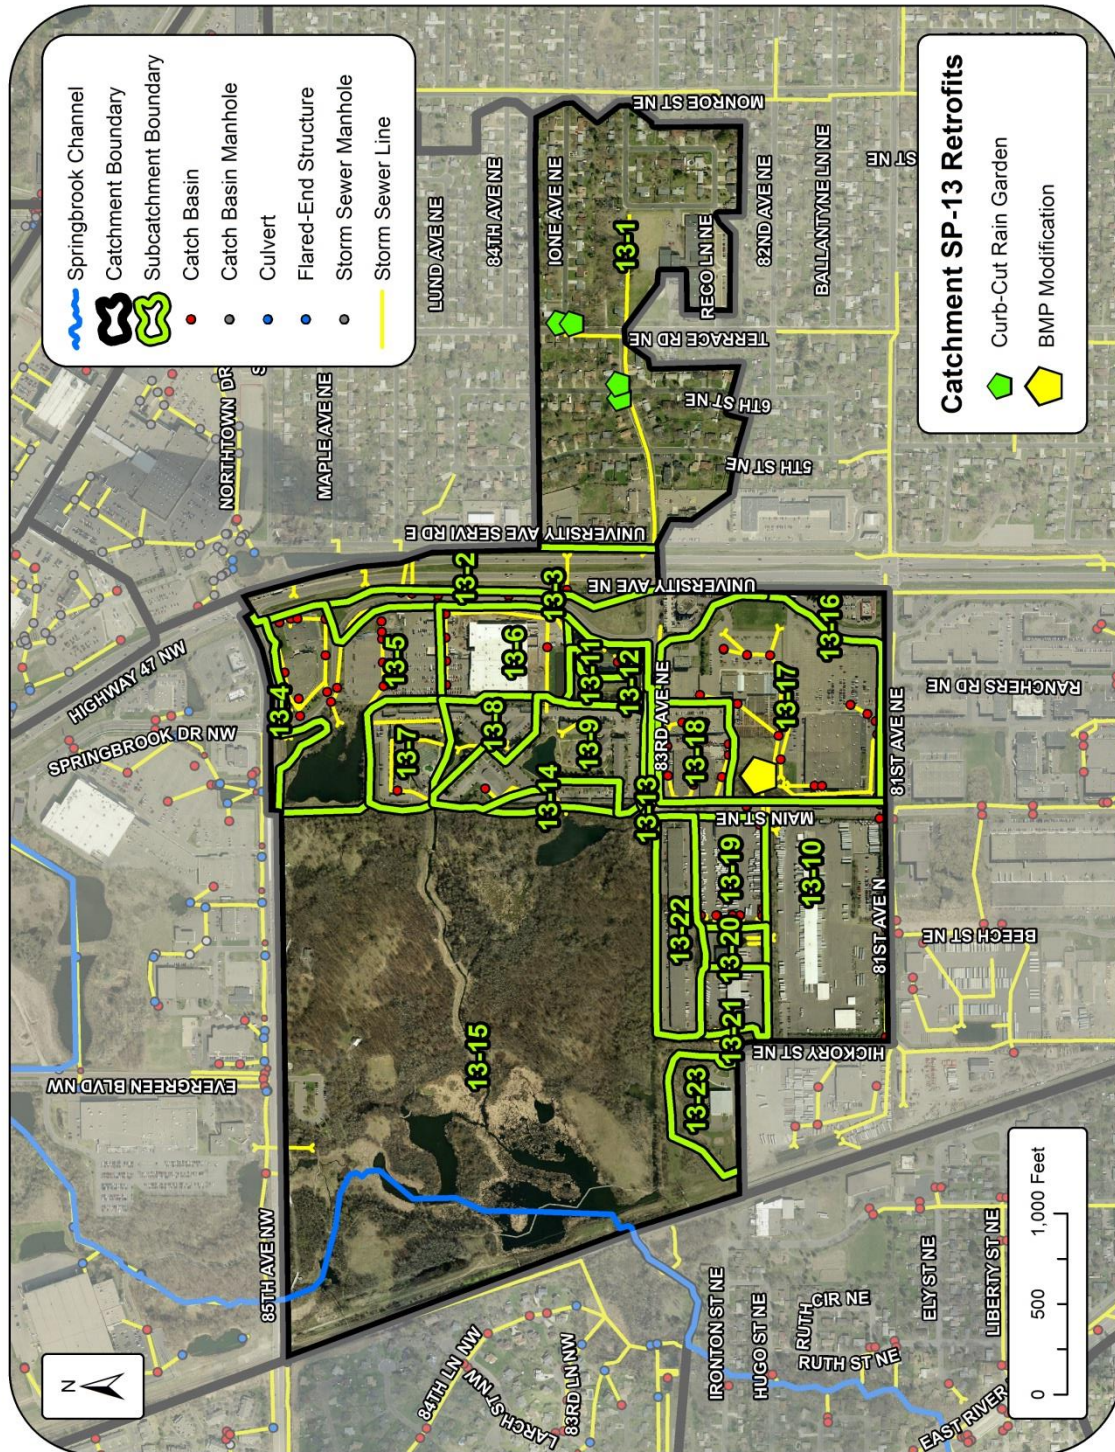 Springbrook Channel
Catchment Boundary
Subcatchment Boundary
Catch Basin
Catch Basin Manhole
Culvert
Flared-End Structure
Storm Sewer Manhole
Storm Sewer Line
Catchment SP-13 Retrofits
Curb-Cut Rain Garden
BMP Modification
N
0 500 1,000 Feet
LUND AVE NE
84TH AVE NE
IONE AVE NE
MONROE ST NE
82ND AVE NE
BALLANTYNE LN NE
ST NE
RECO LN NE
TERRACE RD NE
6TH ST NE
5TH ST NE
NORTHTOWN DR
MAPLE AVE NE
UNIVERSITY AVE SERVI RD E
UNIVERSITY AVE NE
HIGHWAY 47 NW
SPRINGBROOK DR NW
83RD AVE NE
81ST AVE NE
RANCHERS RD NE
MAIN ST NE
81ST AVE N
BEECH ST NE
HICKORY ST NE
EVERGREEN BLVD NW
85TH AVE NW
84TH LN NW
LARCH ST NW
83RD LN NW
IRONTON ST NE
HUGO ST NE
RUTH CIR NE
RUTH ST NE
ELY ST NE
LIBERTY ST NE
EAST RIVER
13-1
13-2
13-3
13-4
13-5
13-6
13-7
13-8
13-9
13-10
13-11
13-12
13-13
13-14
13-15
13-16
13-17
13-18
13-19
13-20
13-21
13-22
13-23